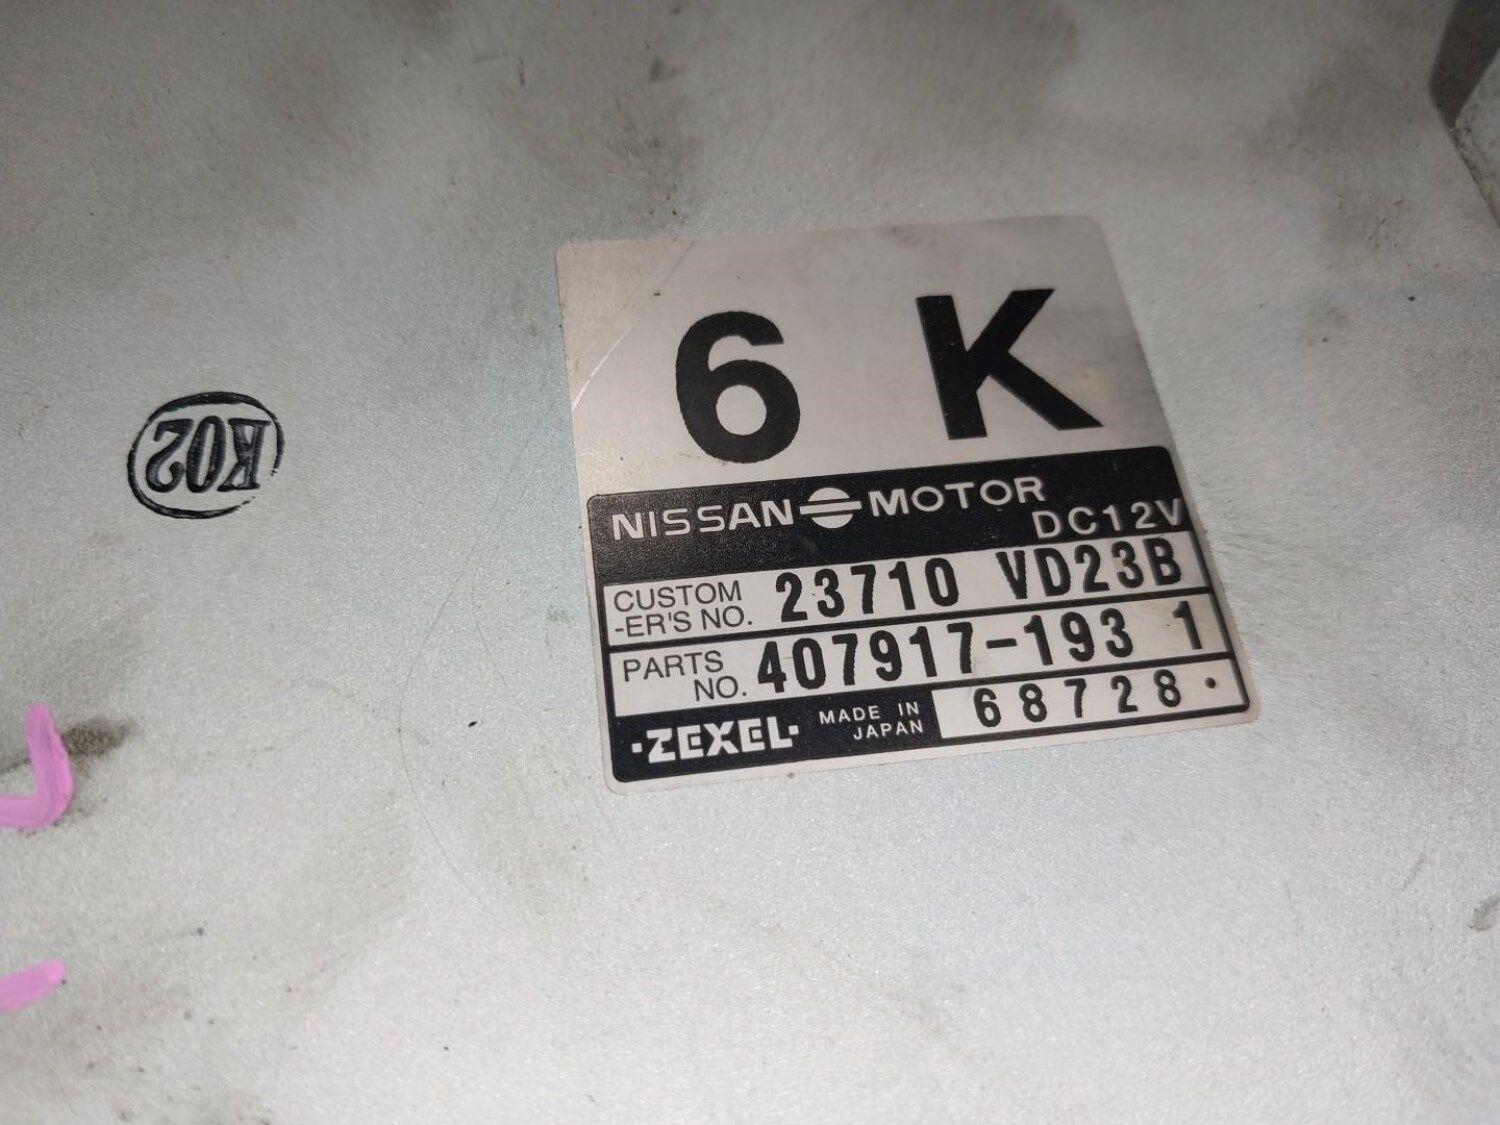 6 K
NISSAN MOTOR
DC12V
CUSTOM
-ER'S NO. 23710 VD23B
PARTS
NO. 407917-193 1
·ZEXEL· MADE IN
JAPAN
68728·
K02